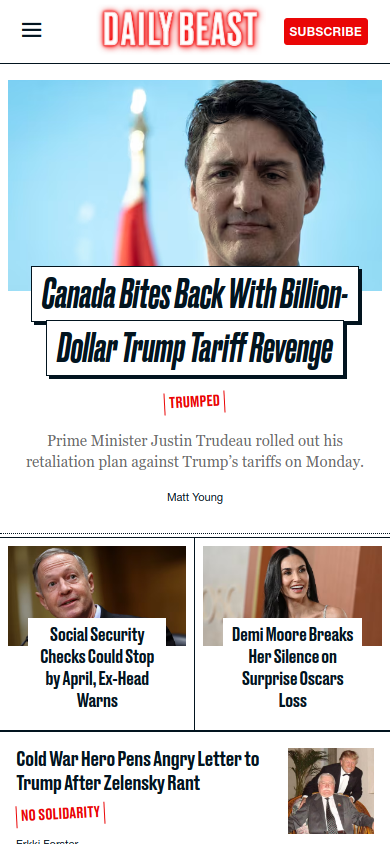 DAILY BEAST
SUBSCRIBE
Canada Bites Back With Billion-
Dollar Trump Tariff Revenge
TRUMPED
Prime Minister Justin Trudeau rolled out his
retaliation plan against Trump’s tariffs on Monday.
Matt Young
Social Security
Checks Could Stop
by April, Ex-Head
Warns
Demi Moore Breaks
Her Silence on
Surprise Oscars
Loss
Cold War Hero Pens Angry Letter to
Trump After Zelensky Rant
NO SOLIDARITY
Erkki Forster